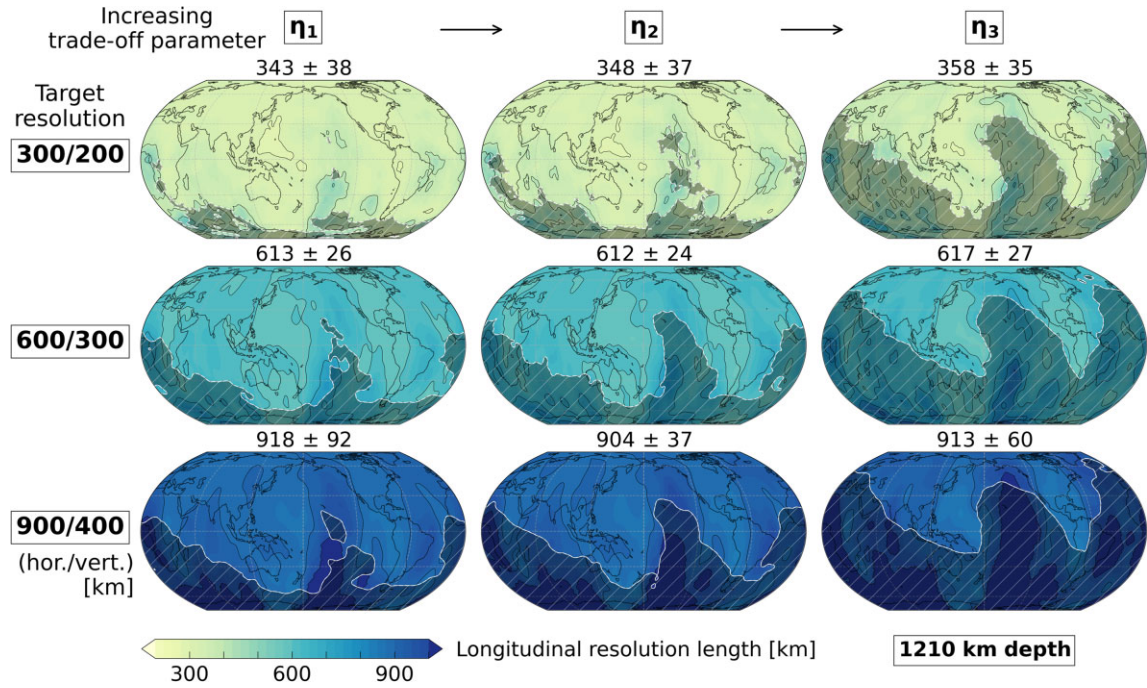 Increasing
trade-off parameter
η₁ → η₂ → η₃
Target
resolution
343 ± 38 348 ± 37 358 ± 35
300/200
613 ± 26 612 ± 24 617 ± 27
600/300
918 ± 92 904 ± 37 913 ± 60
900/400
(hor./vert.)
[km]
300 600 900
Longitudinal resolution length [km]
1210 km depth